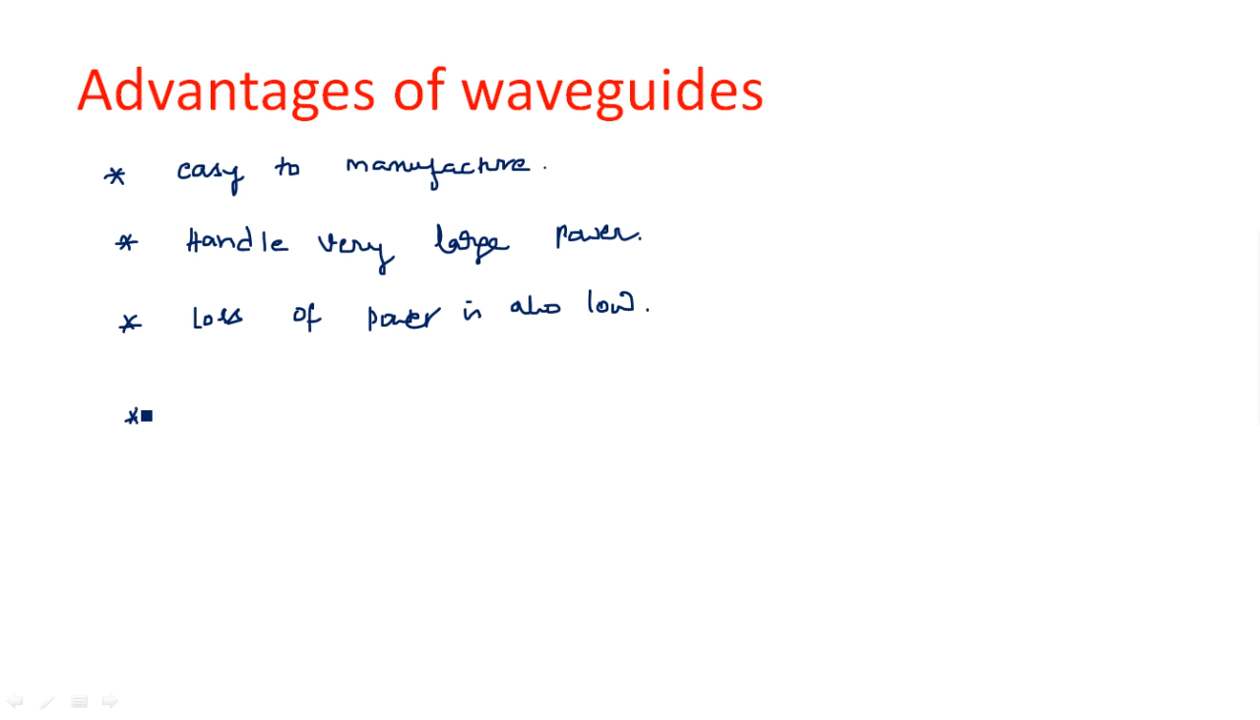 Advantages of waveguides
* easy to manufacture.
* Handle very large power.
* Loss of power is also low.
*